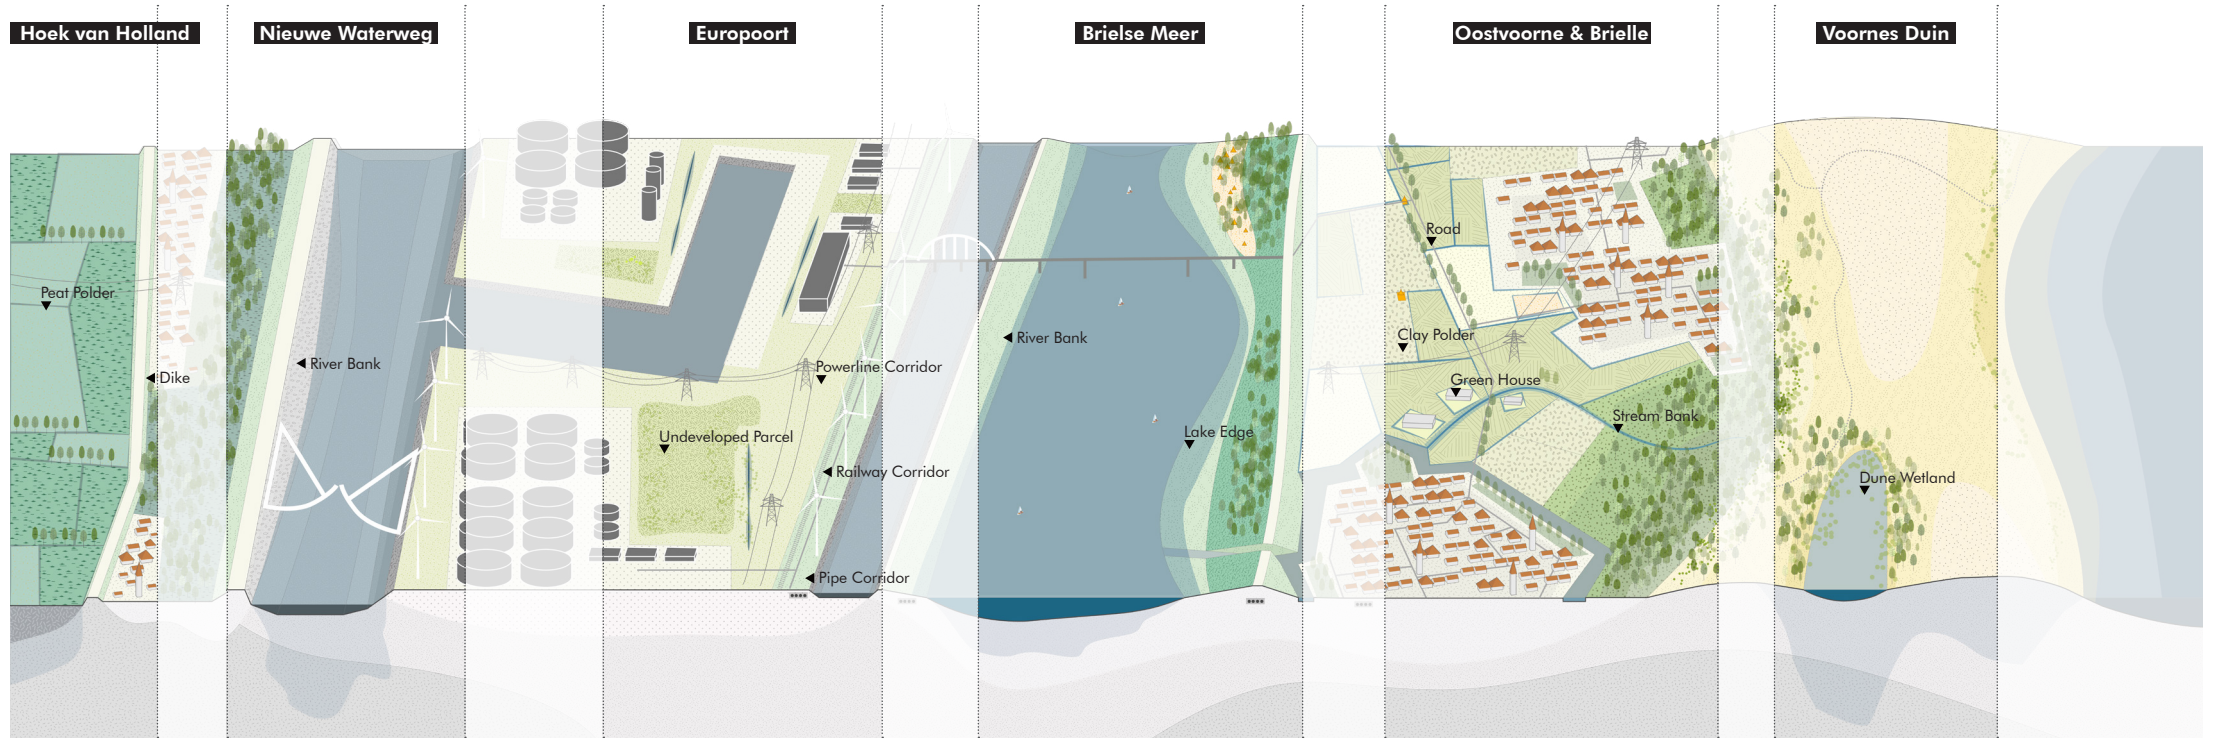 Hoek van Holland
Nieuwe Waterweg
Europoort
Brielse Meer
Oostvoorne & Brielle
Voornes Duin
Peat Polder
Dike
River Bank
Powerline Corridor
Undeveloped Parcel
Railway Corridor
Pipe Corridor
River Bank
Lake Edge
Road
Clay Polder
Green House
Stream Bank
Dune Wetland